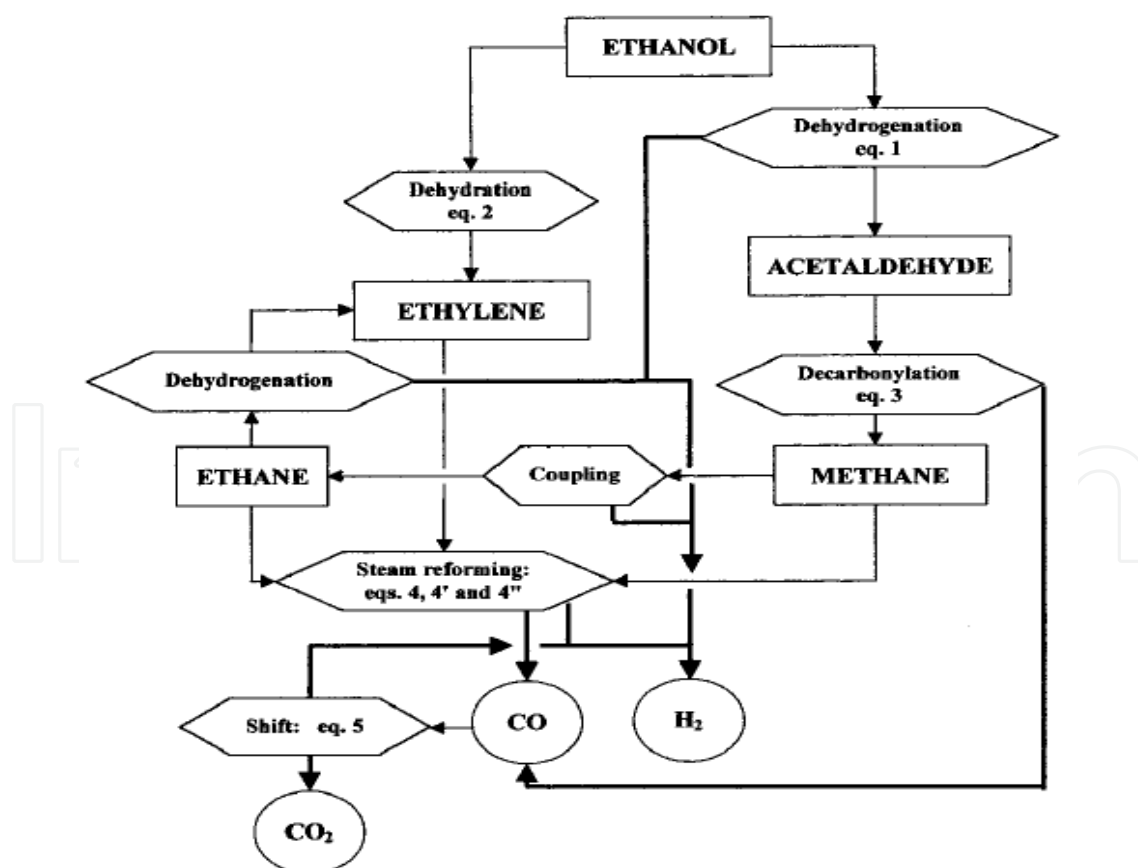 ETHANOL
Dehydrogenation
eq. 1
Dehydration
eq. 2
ACETALDEHYDE
ETHYLENE
Dehydrogenation
Decarbonylation
eq. 3
ETHANE
Coupling
METHANE
Steam reforming:
eqs. 4, 4' and 4"
Shift: eq. 5
CO
H₂
CO₂